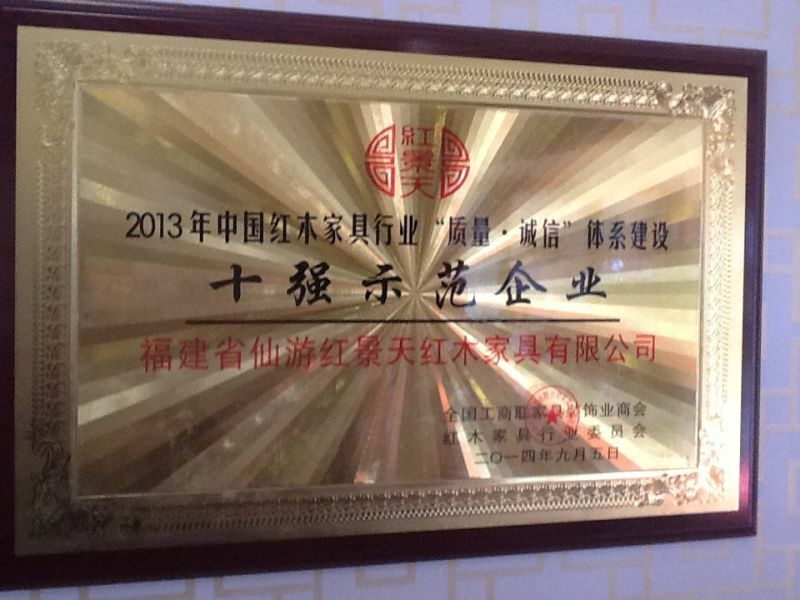 紅景天
2013年中国红木家具行业“质量·诚信”体系建设
十强示范企业
福建省仙游红景天红木家具有限公司
全国工商联家具装饰业商会
红木家具行业委员会
二〇一四年九月五日